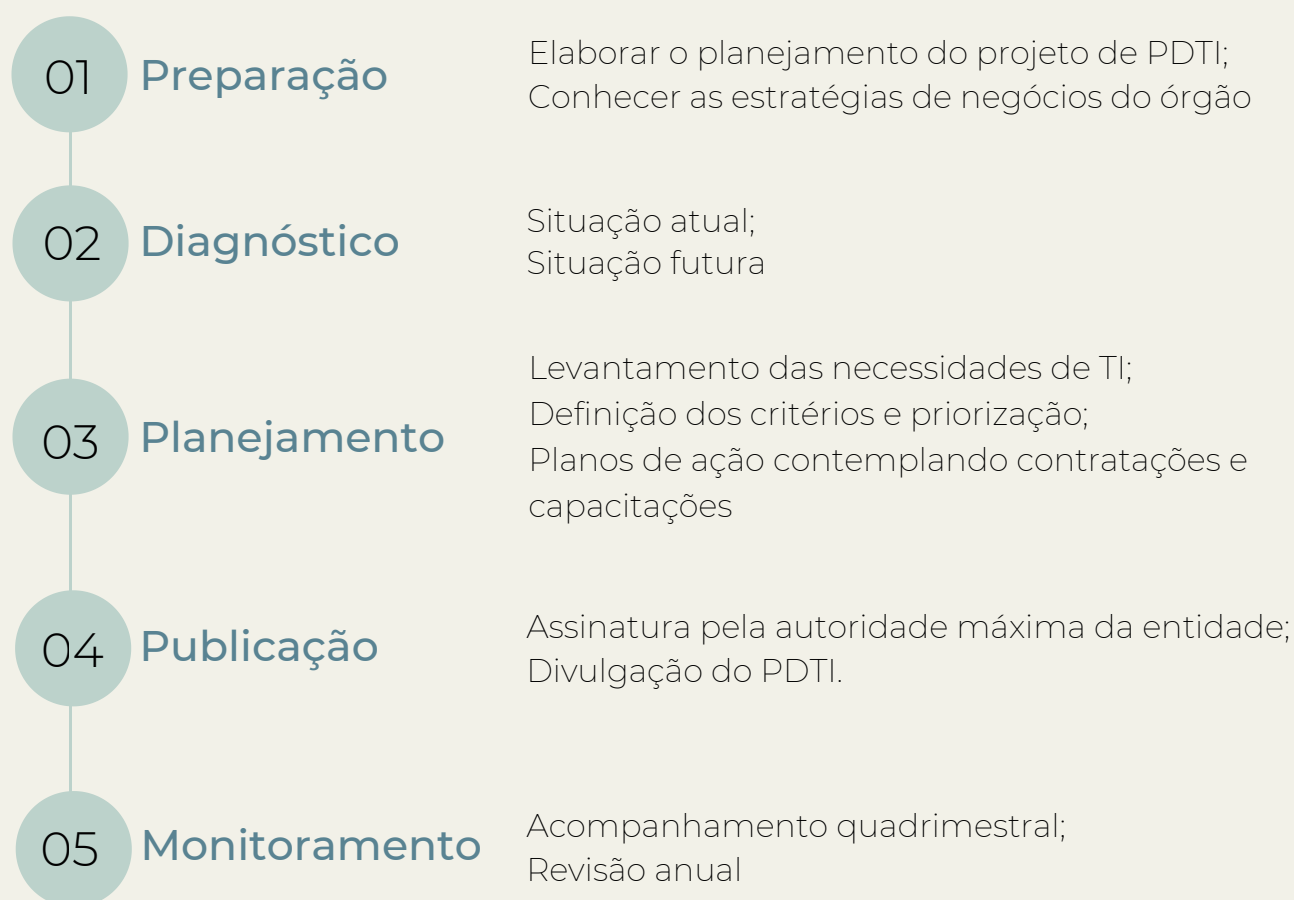 01 Preparação
Elaborar o planejamento do projeto de PDTI;
Conhecer as estratégias de negócios do órgão
02 Diagnóstico
Situação atual;
Situação futura
03 Planejamento
Levantamento das necessidades de TI;
Definição dos critérios e priorização;
Planos de ação contemplando contratações e
capacitações
04 Publicação
Assinatura pela autoridade máxima da entidade;
Divulgação do PDTI.
05 Monitoramento
Acompanhamento quadrimestral;
Revisão anual